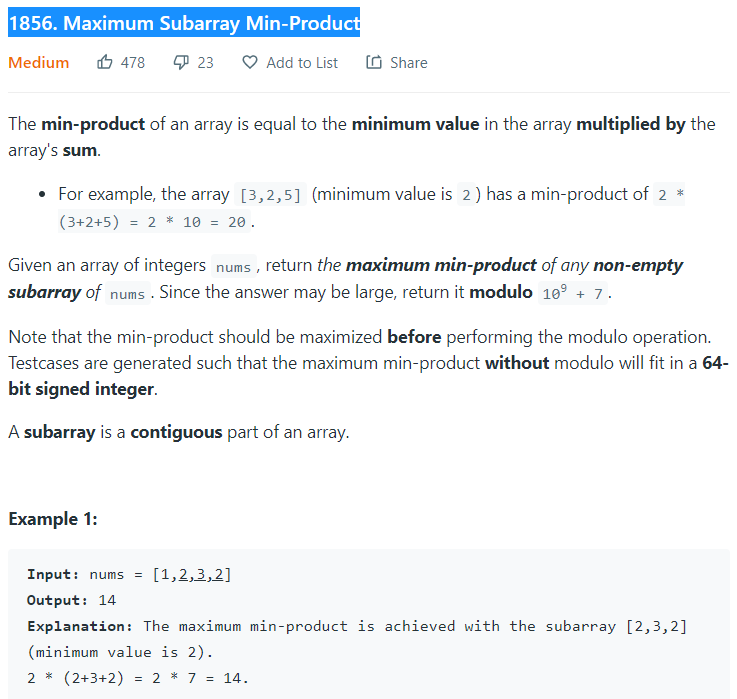 1856. Maximum Subarray Min-Product
Medium 478 23 Add to List Share
The min-product of an array is equal to the minimum value in the array multiplied by the
array's sum.
• For example, the array [3,2,5] (minimum value is 2) has a min-product of 2 *
(3+2+5) = 2 * 10 = 20.
Given an array of integers nums, return the maximum min-product of any non-empty
subarray of nums. Since the answer may be large, return it modulo 10⁹ + 7.
Note that the min-product should be maximized before performing the modulo operation.
Testcases are generated such that the maximum min-product without modulo will fit in a 64-
bit signed integer.
A subarray is a contiguous part of an array.
Example 1:
Input: nums = [1,2,3,2]
Output: 14
Explanation: The maximum min-product is achieved with the subarray [2,3,2]
(minimum value is 2).
2 * (2+3+2) = 2 * 7 = 14.